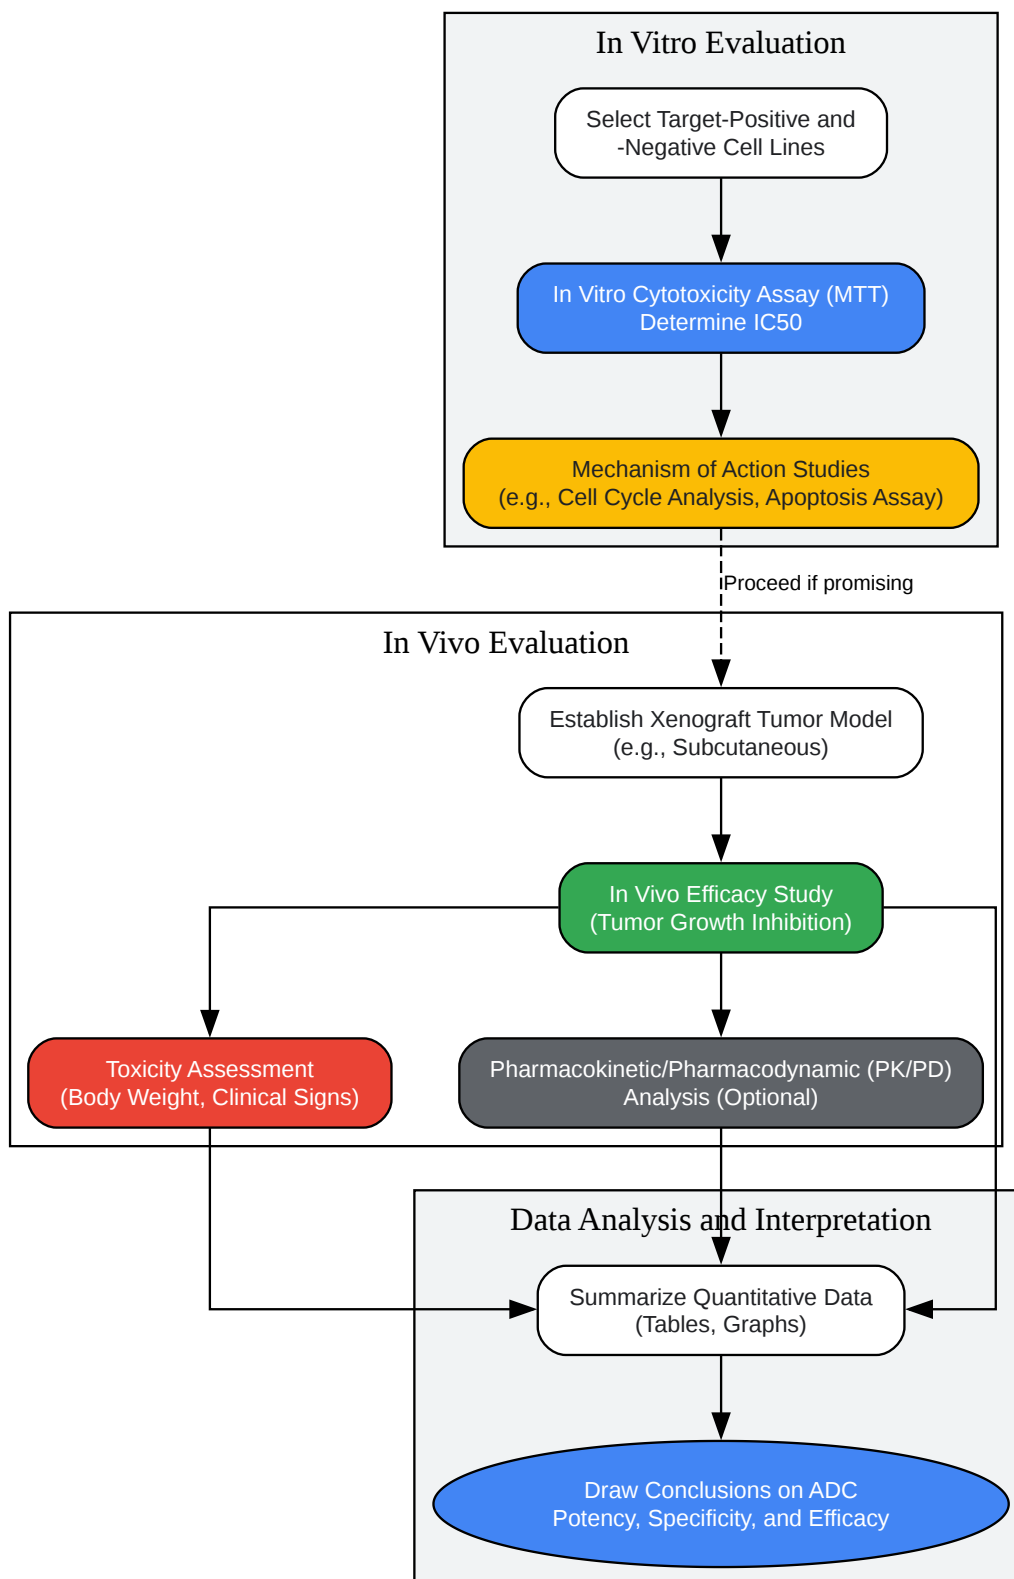 In Vitro Evaluation
Select Target-Positive and
-Negative Cell Lines
In Vitro Cytotoxicity Assay (MTT)
Determine IC50
Mechanism of Action Studies
(e.g., Cell Cycle Analysis, Apoptosis Assay)
Proceed if promising
In Vivo Evaluation
Establish Xenograft Tumor Model
(e.g., Subcutaneous)
In Vivo Efficacy Study
(Tumor Growth Inhibition)
Toxicity Assessment
(Body Weight, Clinical Signs)
Pharmacokinetic/Pharmacodynamic (PK/PD)
Analysis (Optional)
Data Analysis and Interpretation
Summarize Quantitative Data
(Tables, Graphs)
Draw Conclusions on ADC
Potency, Specificity, and Efficacy